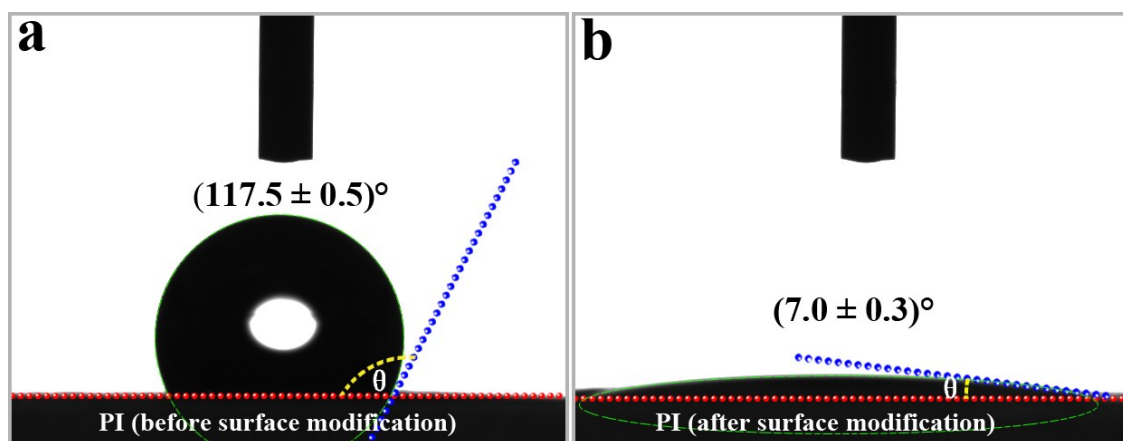 a
(117.5 ± 0.5)°
θ
PI (before surface modification)
b
(7.0 ± 0.3)°
θ
PI (after surface modification)